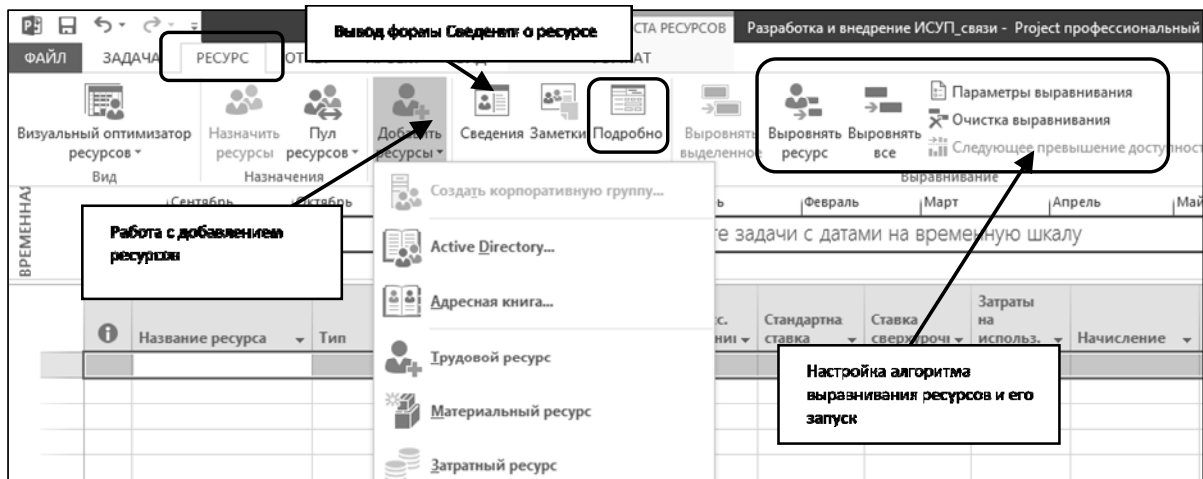 СТА РЕСУРСОВ
Разработка и внедрение ИСУП_связи - Project профессиональный
Вывод формы Сведения о ресурсе
ФАЙЛ
ЗАДАЧА
РЕСУРС
Визуальный оптимизатор
ресурсов
Назначить
ресурсы
Пул
ресурсов
Добавить
ресурсы
Сведения
Заметки
Подробно
Выровнять
выделенное
Выровнять
ресурс
Выровнять
все
Параметры выравнивания
Очистка выравнивания
Следующее превышение доступност
Вид
Назначения
Выравнивание
ВРЕМЕННАЯ
Сентябрь
Октябрь
Февраль
Март
Апрель
Май
Работа с добавлением
ресурсов
те задачи с датами на временную шкалу
Создать корпоративную группу...
Active Directory...
Адресная книга...
Трудовой ресурс
Материальный ресурс
Затратный ресурс
Название ресурса
Тип
Стандартна
ставка
Ставка
сверхурочн
Затраты
на
использ.
Начисление
Настройка алгоритма
выравнивания ресурсов и его
запуск